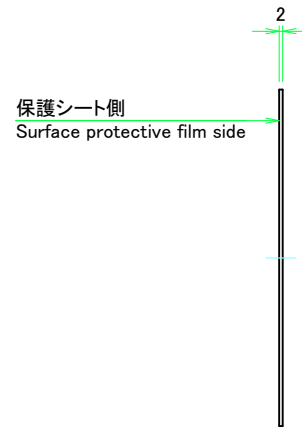 2
保護シート側
Surface protective film side